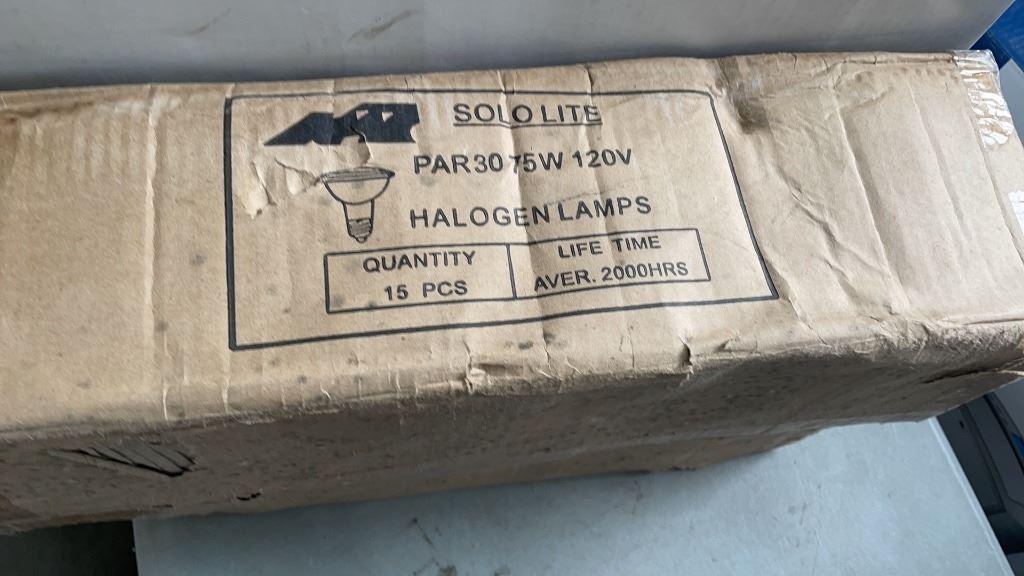 SOLO LITE
PAR30 75W 120V
HALOGEN LAMPS
QUANTITY
15 PCS
LIFE TIME
AVER. 2000HRS